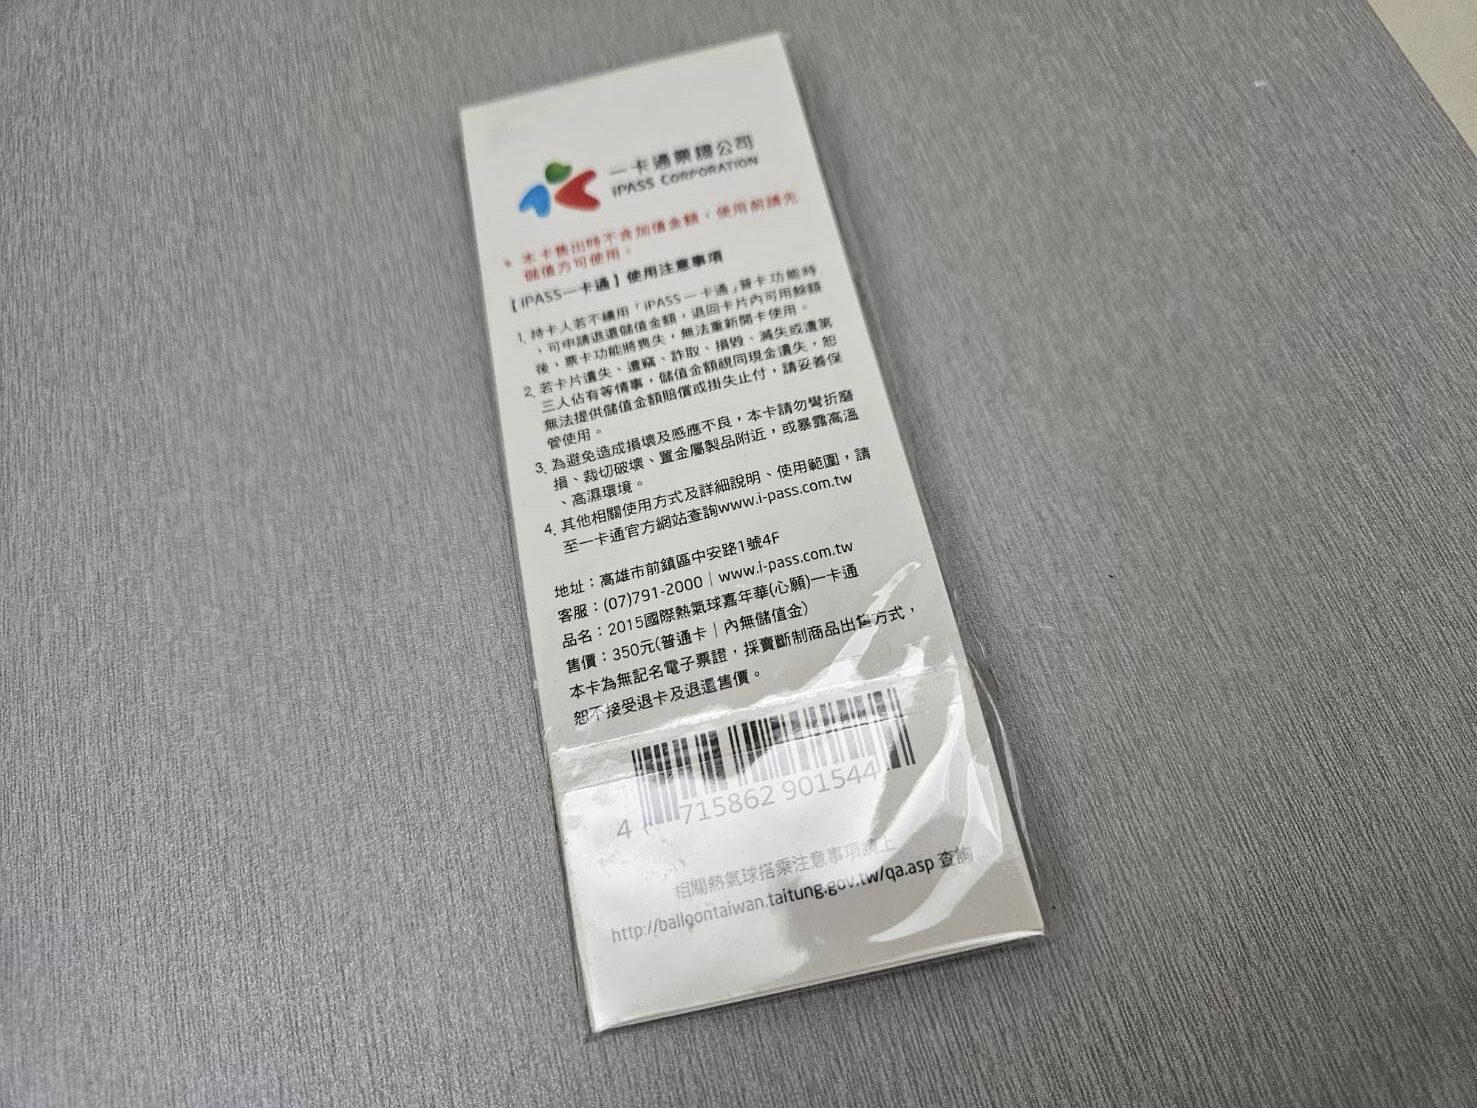 一卡通票證公司
iPASS CORPORATION
* 本卡售出時不含加值金額，使用前請先
儲值方可使用。
【iPASS一卡通】使用注意事項
1. 持卡人若不續用「iPASS一卡通」普卡功能時
，可申請退還儲值金額，退回卡片內可用餘額
後，票卡功能將喪失，無法重新開卡使用。
2. 若卡片遺失、遭竊、詐取、損毀、滅失或遭第
三人佔有等情事，儲值金額視同現金遺失，恕
無法提供儲值金額賠償或掛失止付，請妥善保
管使用。
3. 為避免造成損壞及感應不良，本卡請勿彎折磨
損、裁切破壞、置金屬製品附近，或暴露高溫
、高濕環境。
4. 其他相關使用方式及詳細說明、使用範圍，請
至一卡通官方網站查詢www.i-pass.com.tw
地址：高雄市前鎮區中安路1號4F
客服：(07)791-2000｜www.i-pass.com.tw
品名：2015國際熱氣球嘉年華(心願)一卡通
售價：350元(普通卡｜內無儲值金)
本卡為無記名電子票證，採賣斷制商品出售方式，
恕不接受退卡及退還售價。
4 715862 901544
相關熱氣球搭乘注意事項請上
http://balloontaiwan.taitung.gov.tw/qa.asp 查詢